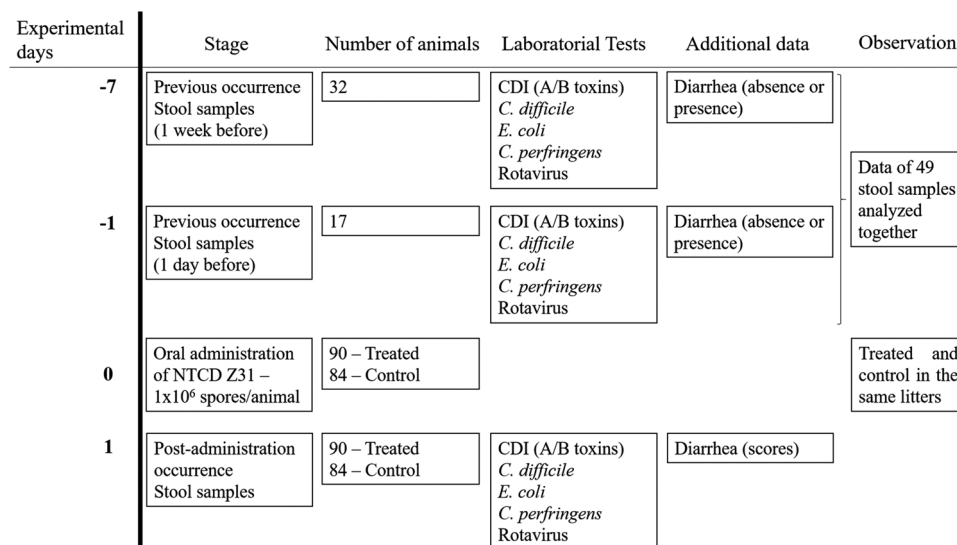 Experimental
days
Stage
Number of animals
Laboratorial Tests
Additional data
Observation
-7
Previous occurrence
Stool samples
(1 week before)
32
CDI (A/B toxins)
C. difficile
E. coli
C. perfringens
Rotavirus
Diarrhea (absence or
presence)
Data of 49
stool samples
analyzed
together
-1
Previous occurrence
Stool samples
(1 day before)
17
CDI (A/B toxins)
C. difficile
E. coli
C. perfringens
Rotavirus
Diarrhea (absence or
presence)
0
Oral administration
of NTCD Z31 –
1x10⁶ spores/animal
90 – Treated
84 – Control
Treated and
control in the
same litters
1
Post-administration
occurrence
Stool samples
90 – Treated
84 – Control
CDI (A/B toxins)
C. difficile
E. coli
C. perfringens
Rotavirus
Diarrhea (scores)